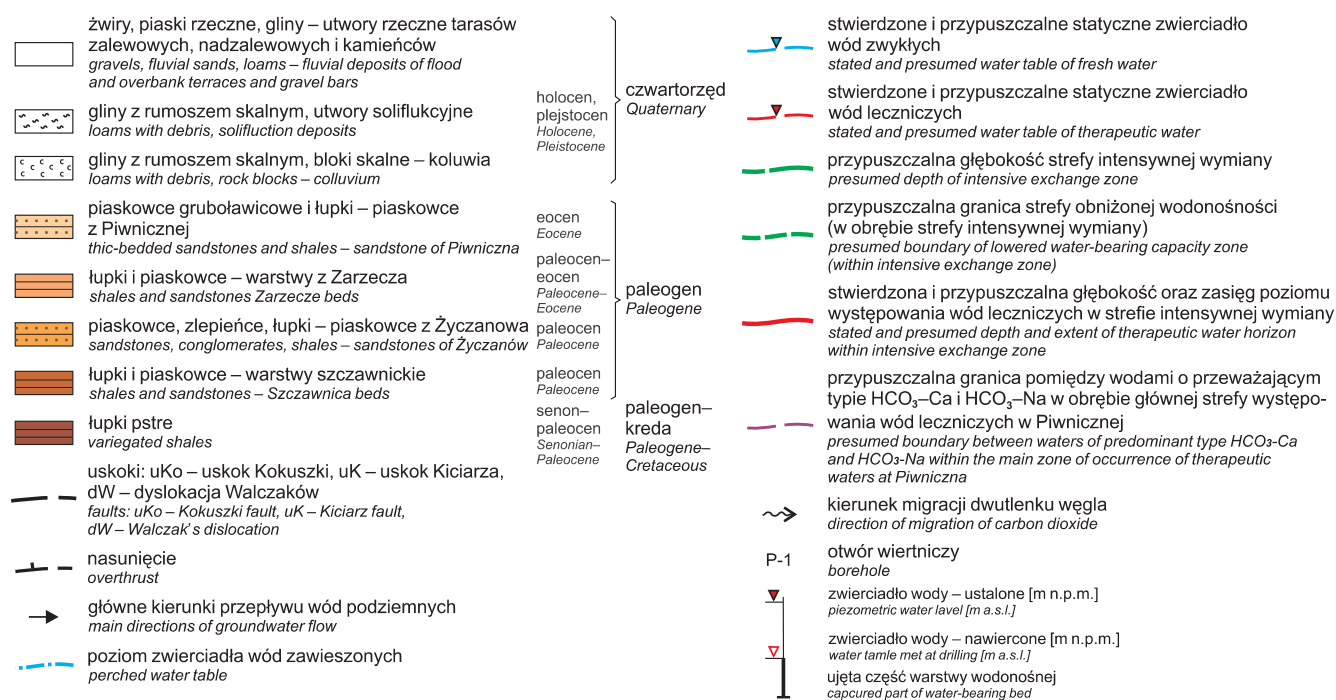 żwiry, piaski rzeczne, gliny – utwory rzeczne tarasów
zalewowych, nadzalewowych i kamieńców
gravels, fluvial sands, loams – fluvial deposits of flood
and overbank terraces and gravel bars
gliny z rumoszem skalnym, utwory soliflukcyjne
loams with debris, solifluction deposits
gliny z rumoszem skalnym, bloki skalne – koluwia
loams with debris, rock blocks – colluvium
holocen,
plejstocen
Holocene,
Pleistocene
czwartorzęd
Quaternary
piaskowce gruboławicowe i łupki – piaskowce
z Piwnicznej
thic-bedded sandstones and shales – sandstone of Piwniczna
eocen
Eocene
łupki i piaskowce – warstwy z Zarzecza
shales and sandstones Zarzecze beds
paleocen–
eocen
Paleocene–
Eocene
piaskowce, zlepieńce, łupki – piaskowce z Życzanowa
sandstones, conglomerates, shales – sandstones of Życzanów
paleocen
Paleocene
łupki i piaskowce – warstwy szczawnickie
shales and sandstones – Szczawnica beds
paleocen
Paleocene
paleogen
Paleogene
łupki pstre
variegated shales
senon–
paleocen
Senonian–
Paleocene
paleogen–
kreda
Paleogene–
Cretaceous
uskoki: uKo – uskok Kokuszki, uK – uskok Kiciarza,
dW – dyslokacja Walczaków
faults: uKo – Kokuszki fault, uK – Kiciarz fault,
dW – Walczak's dislocation
nasunięcie
overthrust
główne kierunki przepływu wód podziemnych
main directions of groundwater flow
poziom zwierciadła wód zawieszonych
perched water table
stwierdzone i przypuszczalne statyczne zwierciadło
wód zwykłych
stated and presumed water table of fresh water
stwierdzone i przypuszczalne statyczne zwierciadło
wód leczniczych
stated and presumed water table of therapeutic water
przypuszczalna głębokość strefy intensywnej wymiany
presumed depth of intensive exchange zone
przypuszczalna granica strefy obniżonej wodonośności
(w obrębie strefy intensywnej wymiany)
presumed boundary of lowered water-bearing capacity zone
(within intensive exchange zone)
stwierdzona i przypuszczalna głębokość oraz zasięg poziomu
występowania wód leczniczych w strefie intensywnej wymiany
stated and presumed depth and extent of therapeutic water horizon
within intensive exchange zone
przypuszczalna granica pomiędzy wodami o przeważającym
typie HCO₃–Ca i HCO₃–Na w obrębie głównej strefy występo-
wania wód leczniczych w Piwnicznej
presumed boundary between waters of predominant type HCO₃-Ca
and HCO₃-Na within the main zone of occurrence of therapeutic
waters at Piwniczna
kierunek migracji dwutlenku węgla
direction of migration of carbon dioxide
P-1
otwór wiertniczy
borehole
zwierciadło wody – ustalone [m n.p.m.]
piezometric water lavel [m a.s.l.]
zwierciadło wody – nawiercone [m n.p.m.]
water tamle met at drilling [m a.s.l.]
ujęta część warstwy wodonośnej
capcured part of water-bearing bed